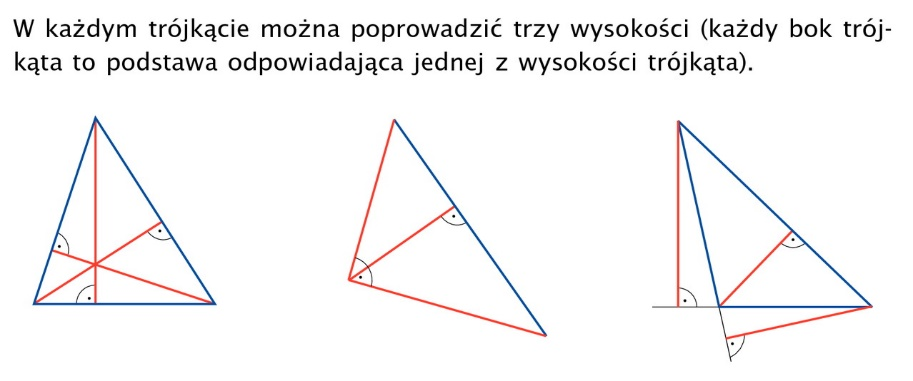 W każdym trójkącie można poprowadzić trzy wysokości (każdy bok trój-
kąta to podstawa odpowiadająca jednej z wysokości trójkąta).